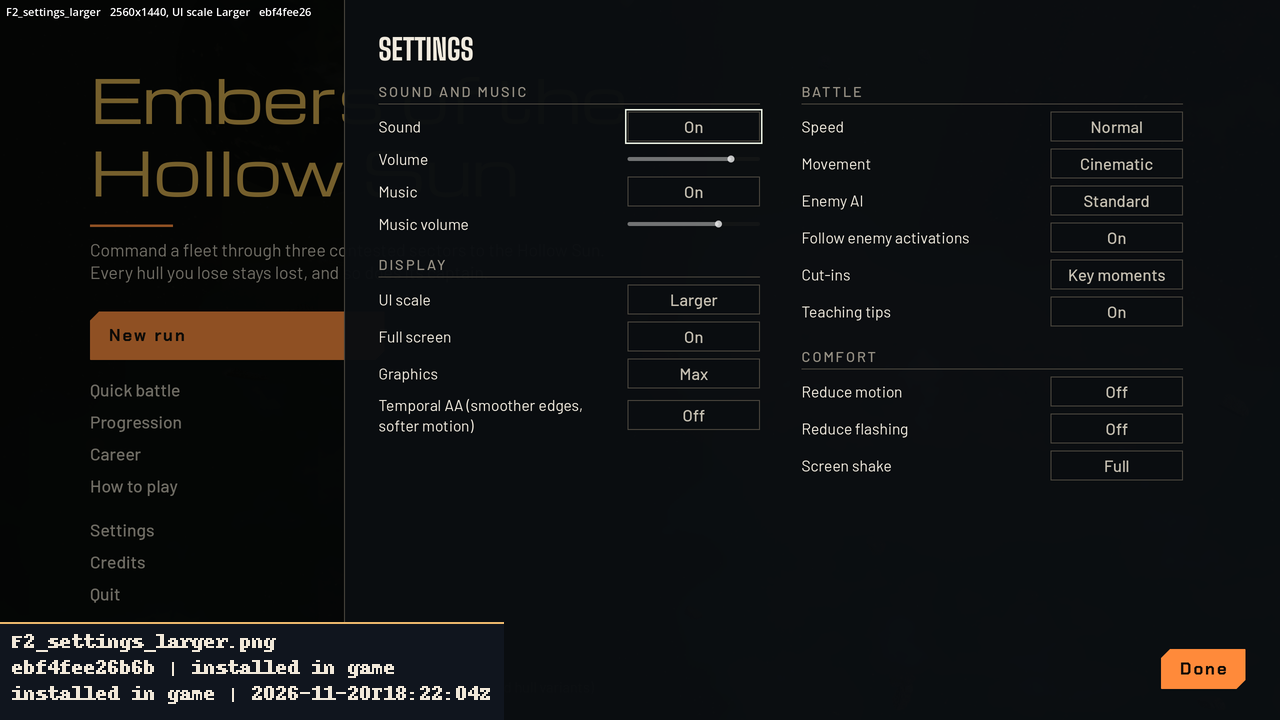 F2_settings_larger 2560x1440, UI scale Larger ebf4fee26
Embers of the
Hollow Sun
Command a fleet through three
Every hull you lose stays lost, and
New run
Quick battle
Progression
Career
How to play
Settings
Credits
Quit
SETTINGS
SOUND AND MUSIC
Sound On
Volume
Music On
Music volume
DISPLAY
UI scale Larger
Full screen On
Graphics Max
Temporal AA (smoother edges,
softer motion) Off
BATTLE
Speed Normal
Movement Cinematic
Enemy AI Standard
Follow enemy activations On
Cut-ins Key moments
Teaching tips On
COMFORT
Reduce motion Off
Reduce flashing Off
Screen shake Full
Done
F2_settings_larger.png
ebf4fee26b6b | installed in game
installed in game | 2026-11-20T18:22:04Z